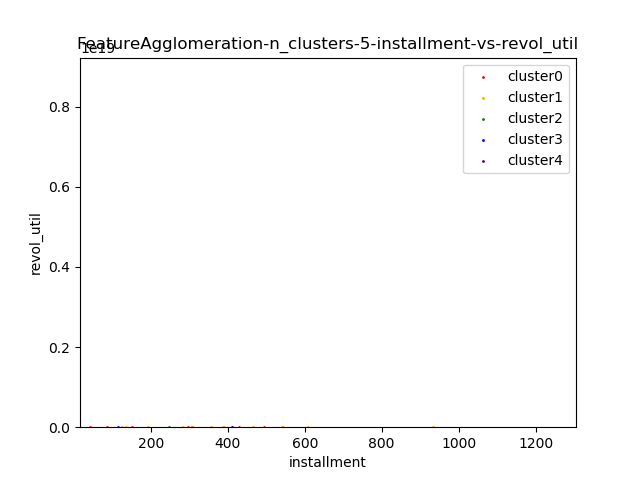 FeatureAgglomeration-n_clusters-5-installment-vs-revol_util
1e19
cluster0
cluster1
cluster2
cluster3
cluster4
0.8
0.6
0.4
0.2
0.0
revol_util
200 400 600 800 1000 1200
installment